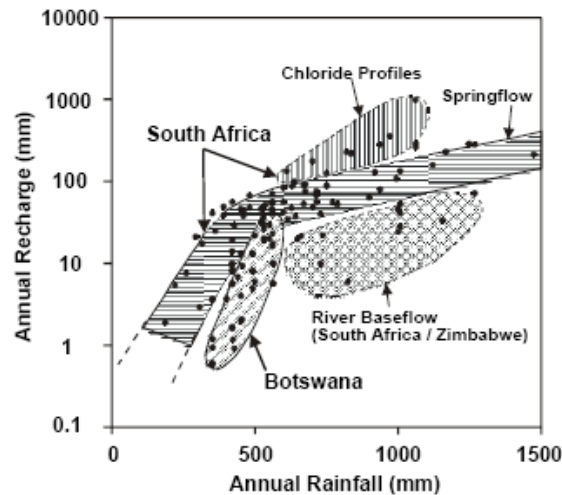 10000
1000
100
10
1
0.1
Annual Recharge (mm)
Chloride Profiles
Springflow
South Africa
River Baseflow
(South Africa / Zimbabwe)
Botswana
0
500
1000
1500
Annual Rainfall (mm)